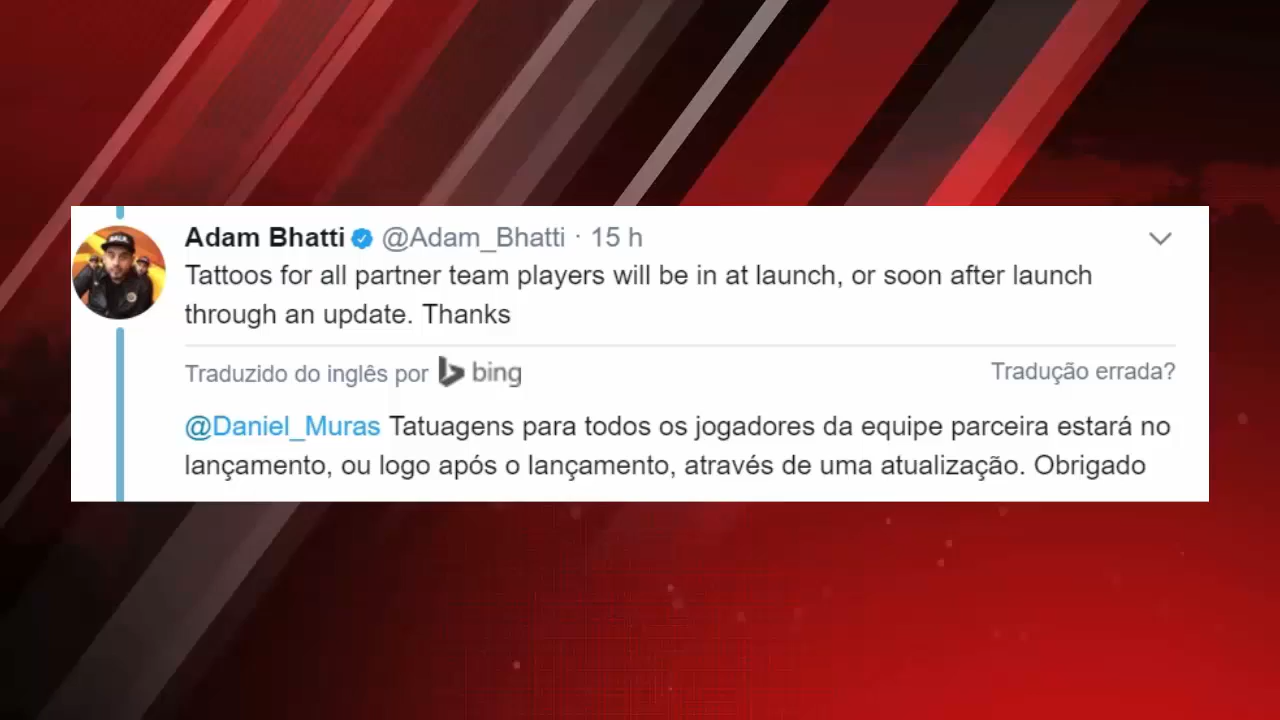 Adam Bhatti @Adam_Bhatti · 15 h
Tattoos for all partner team players will be in at launch, or soon after launch
through an update. Thanks
Traduzido do inglês por bing Tradução errada?
@Daniel_Muras Tatuagens para todos os jogadores da equipe parceira estará no
lançamento, ou logo após o lançamento, através de uma atualização. Obrigado